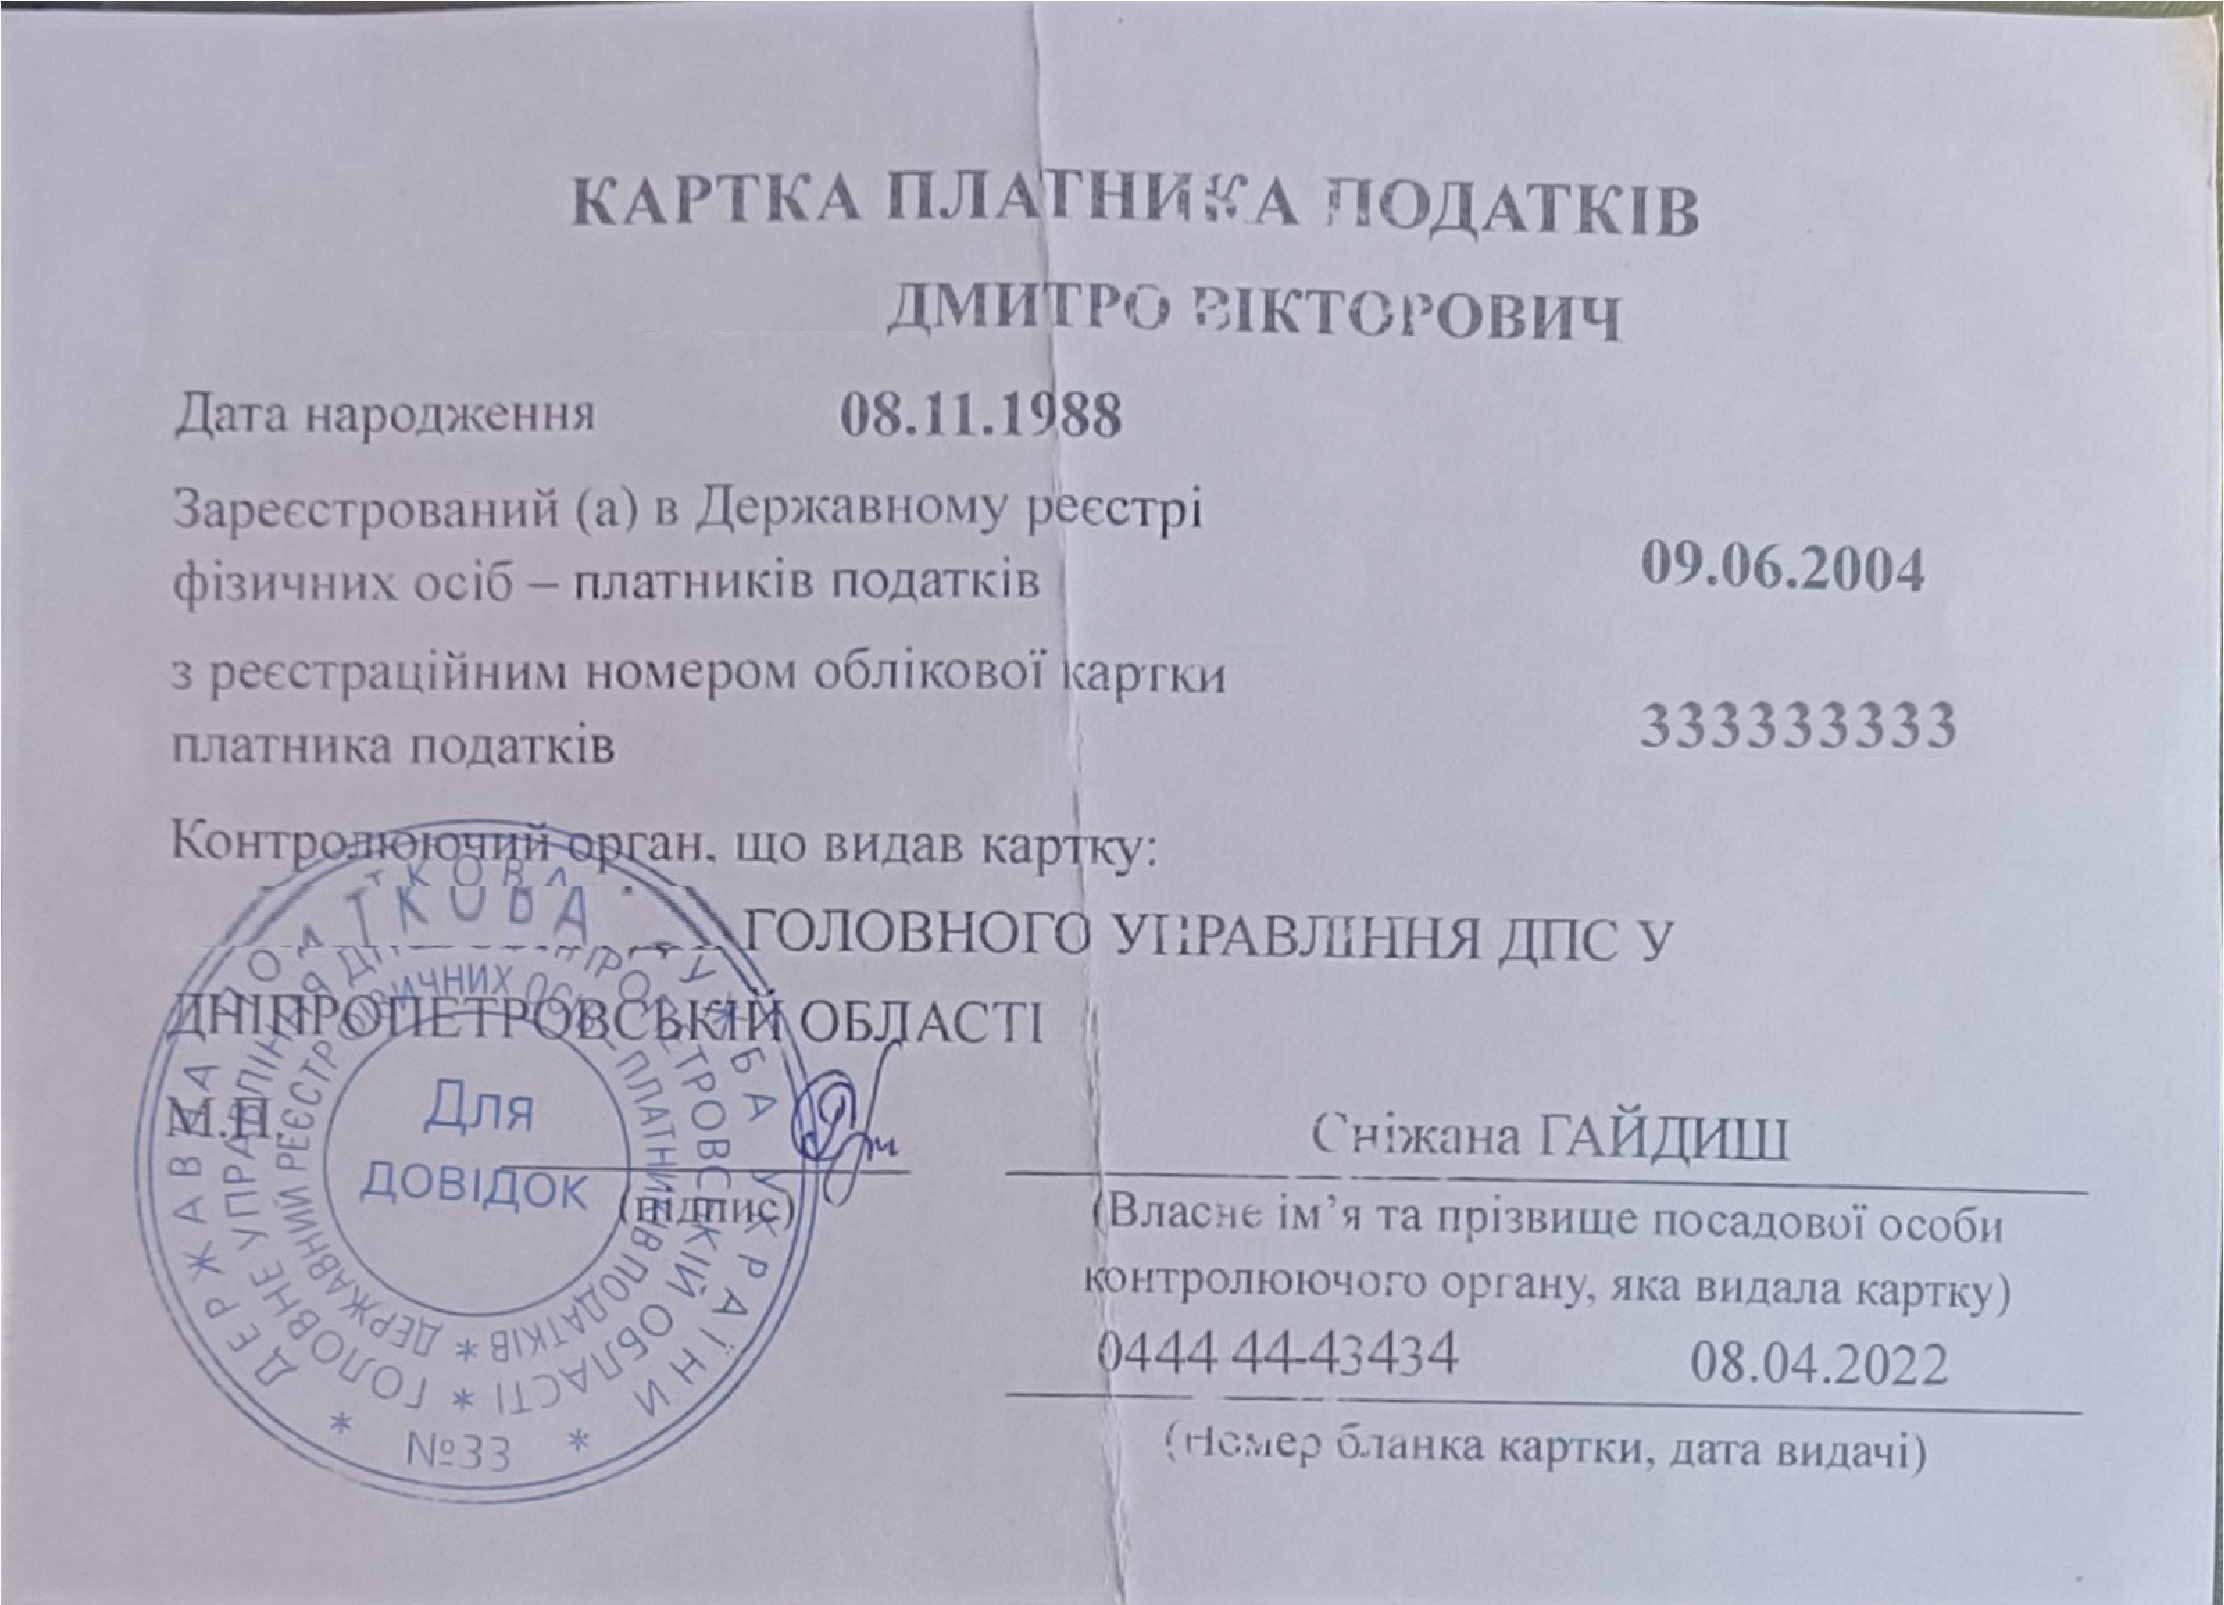 КАРТКА ПЛАТНИКА ПОДАТКІВ
ДМИТРО ВІКТОРОВИЧ
Дата народження 08.11.1988
Зареєстрований (а) в Державному реєстрі
фізичних осіб – платників податків 09.06.2004
з реєстраційним номером облікової картки
платника податків 333333333
Контролюючий орган, що видав картку:
ГОЛОВНОГО УПРАВЛІННЯ ДПС У
ДНІПРОПЕТРОВСЬКІЙ ОБЛАСТІ
М.П.
Сніжана ГАЙДИШ
(підпис)
(Власне ім’я та прізвище посадової особи
контролюючого органу, яка видала картку)
0444 44-43434 08.04.2022
(Номер бланка картки, дата видачі)
ДЕРЖАВНА ПОДАТКОВА СЛУЖБА УКРАЇНИ
ГОЛОВНЕ УПРАВЛІННЯ ДПС У ДНІПРОПЕТРОВСЬКІЙ ОБЛАСТІ
ДЕРЖАВНИЙ РЕЄСТР ФІЗИЧНИХ ОСІБ-ПЛАТНИКІВ ПОДАТКІВ
Для
довідок
№33